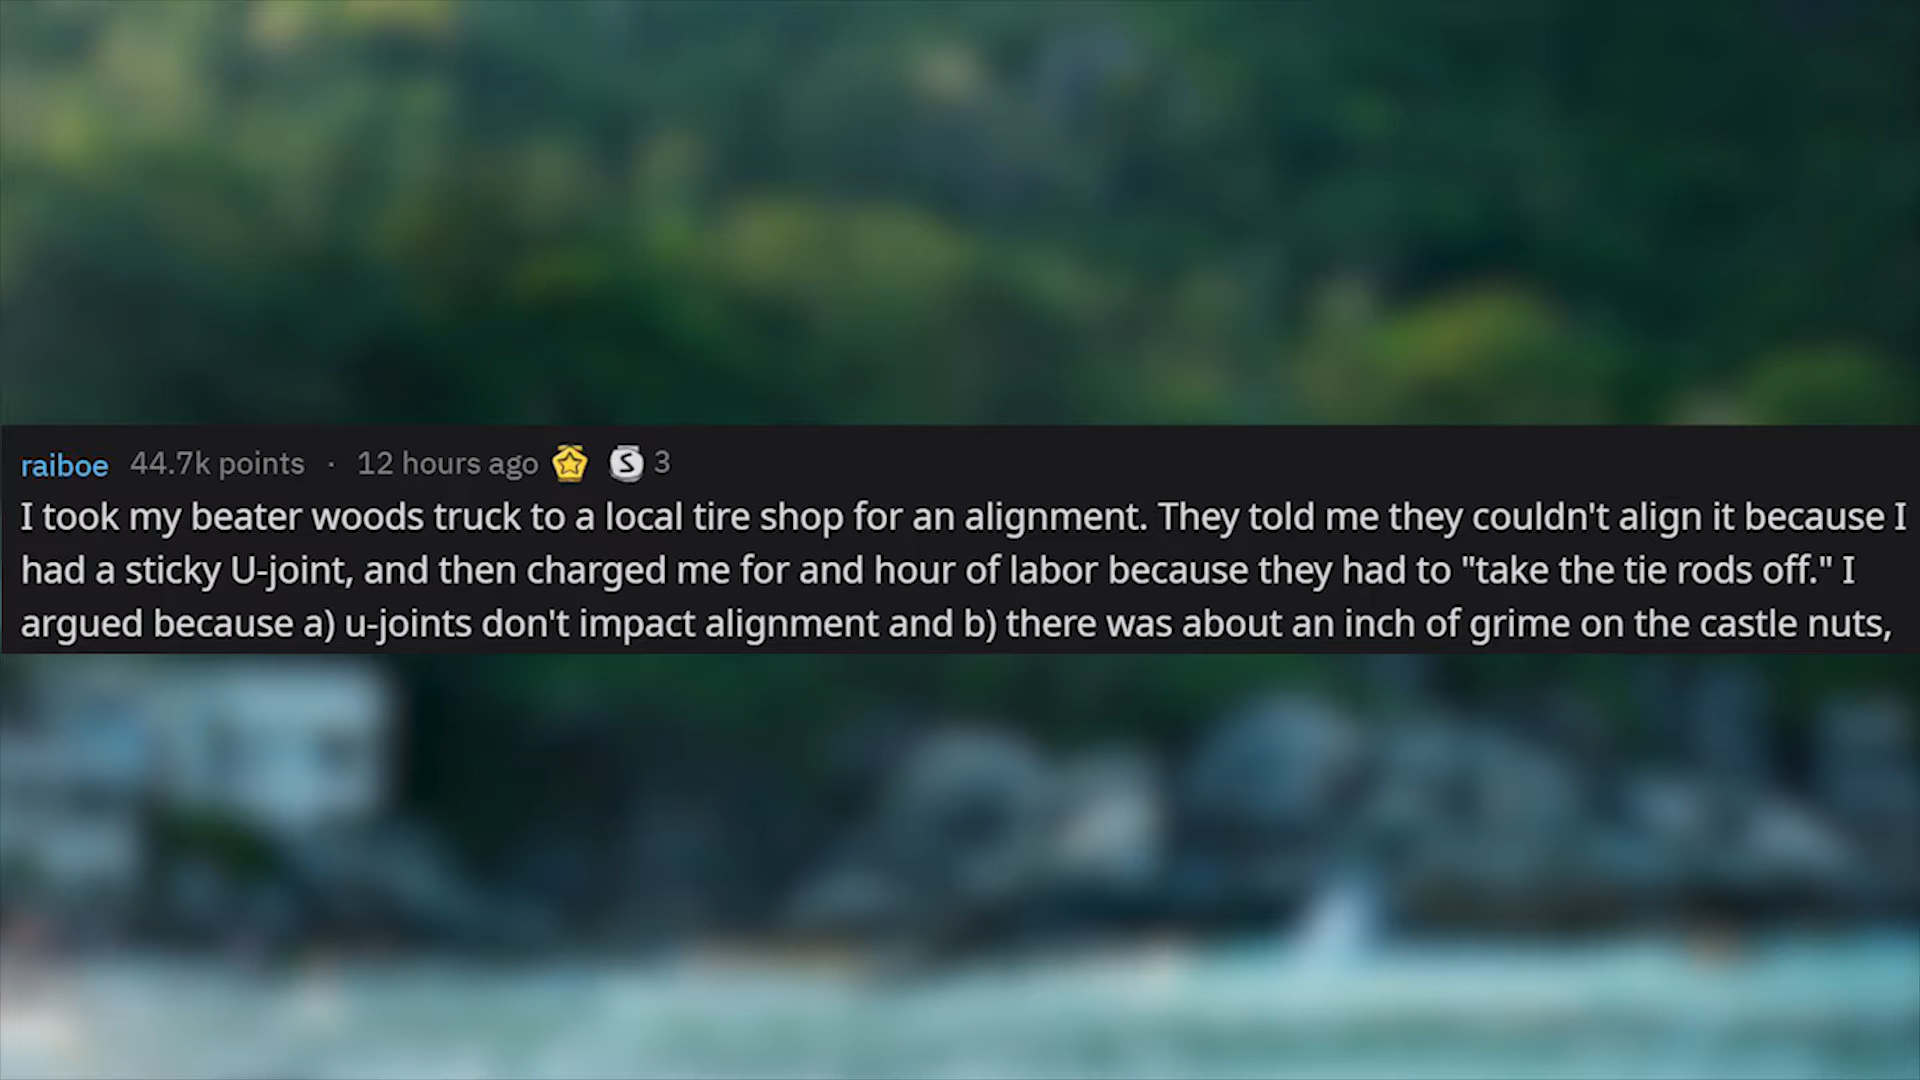 raiboe 44.7k points · 12 hours ago S 3
I took my beater woods truck to a local tire shop for an alignment. They told me they couldn't align it because I
had a sticky U-joint, and then charged me for and hour of labor because they had to "take the tie rods off." I
argued because a) u-joints don't impact alignment and b) there was about an inch of grime on the castle nuts,